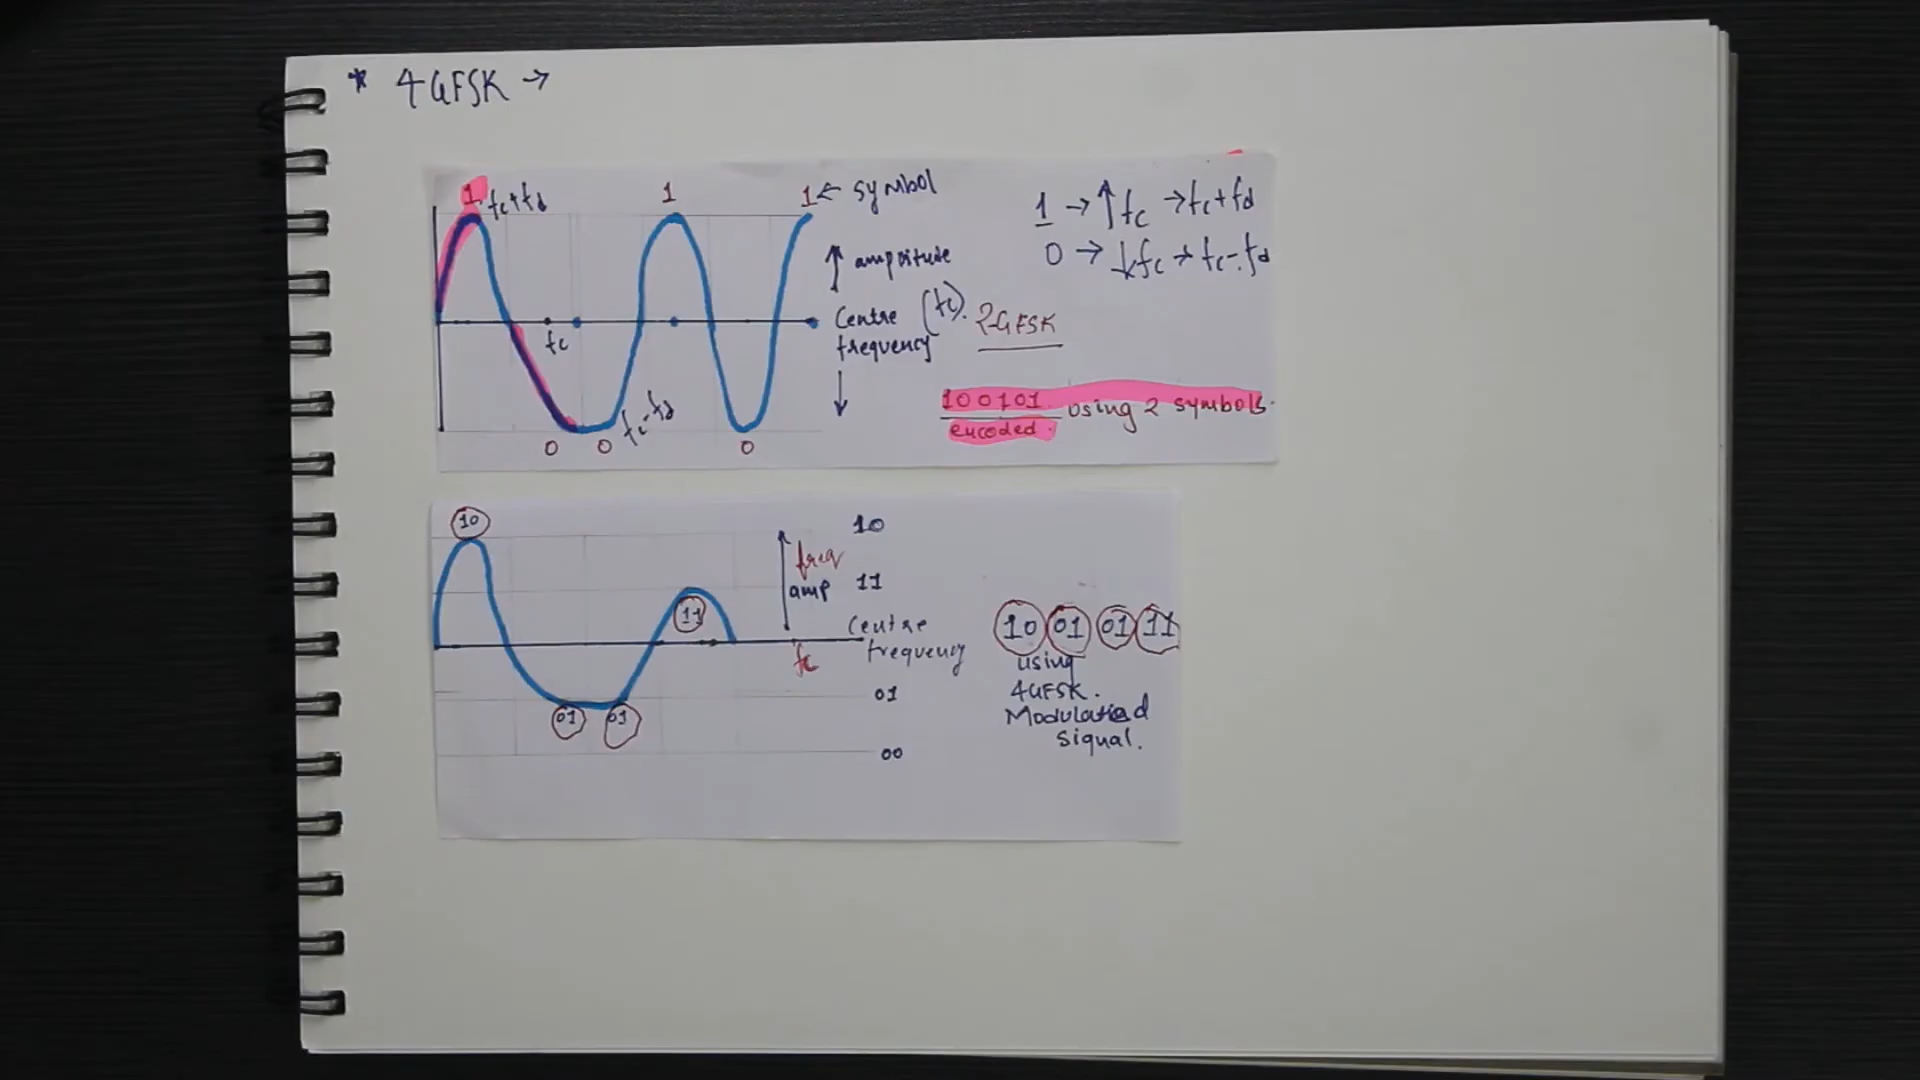 * 4GFSK →
1 fc+fd 1 1 ← symbol
↑ amplitude
Centre (fc).
frequency
fc
fc-fd
0 0 0
1 → ↑fc → fc+fd
0 → ↓fc → fc-fd
2-GFSK
100101 using 2 symbols.
encoded.
10 10
freq
amp 11
11
Centre
frequency
fc
01 01 01
00
10 01 01 11
using
4GFSK.
Modulated
signal.